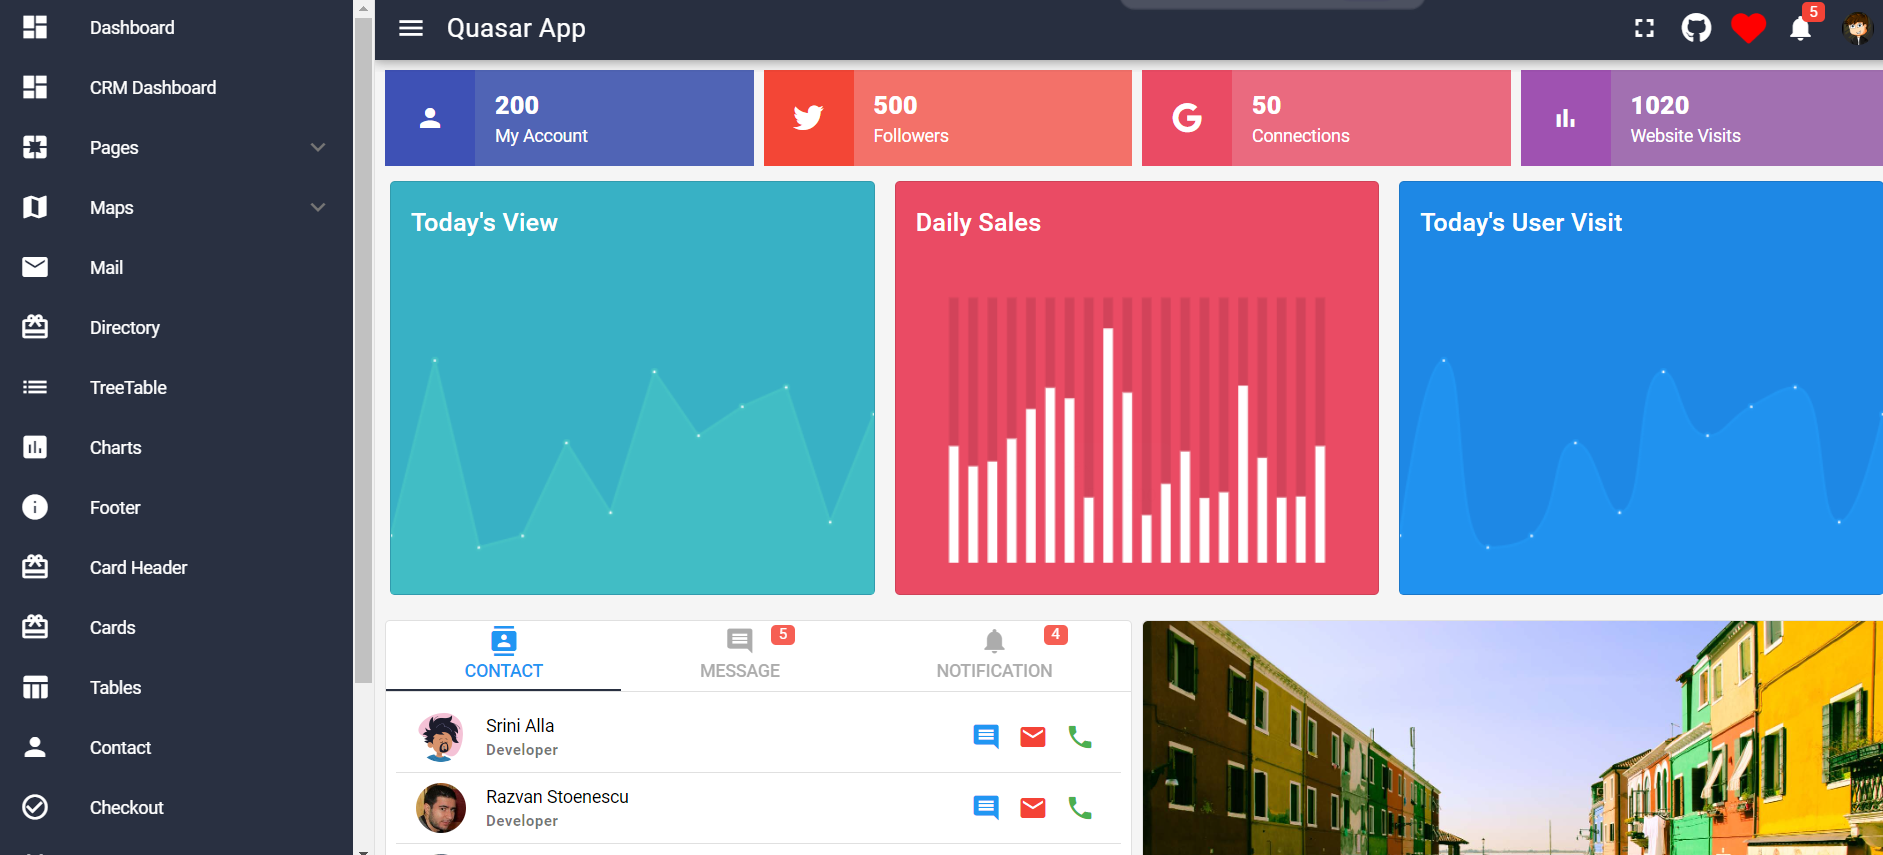 Dashboard
CRM Dashboard
Pages
Maps
Mail
Directory
TreeTable
Charts
Footer
Card Header
Cards
Tables
Contact
Checkout
Quasar App
5
200
My Account
500
Followers
50
Connections
1020
Website Visits
Today's View
Daily Sales
Today's User Visit
CONTACT
5
MESSAGE
4
NOTIFICATION
Srini Alla
Developer
Razvan Stoenescu
Developer